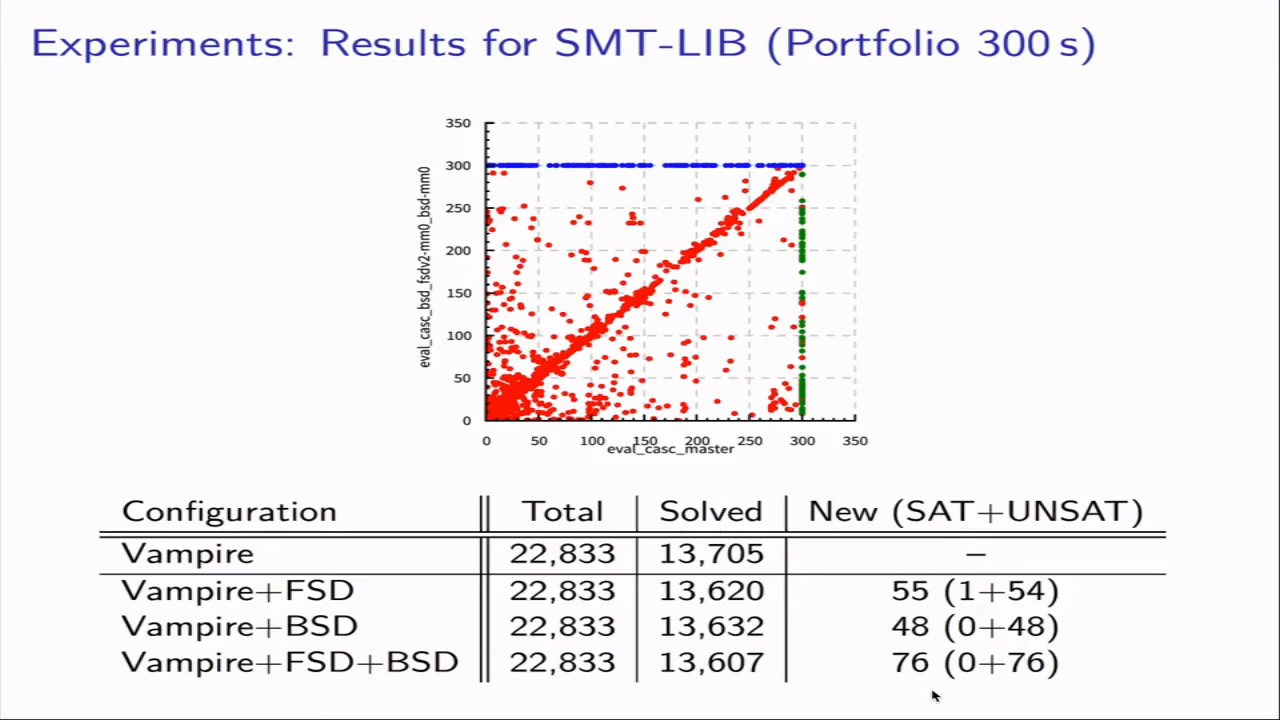 Experiments: Results for SMT-LIB (Portfolio 300 s)
350
300
250
200
150
100
50
0
eval_casc_bsd_fsdv2-mm0_bsd-mm0
0 50 100 150 200 250 300 350
eval_casc_master
Configuration Total Solved New (SAT+UNSAT)
Vampire 22,833 13,705 –
Vampire+FSD 22,833 13,620 55 (1+54)
Vampire+BSD 22,833 13,632 48 (0+48)
Vampire+FSD+BSD 22,833 13,607 76 (0+76)